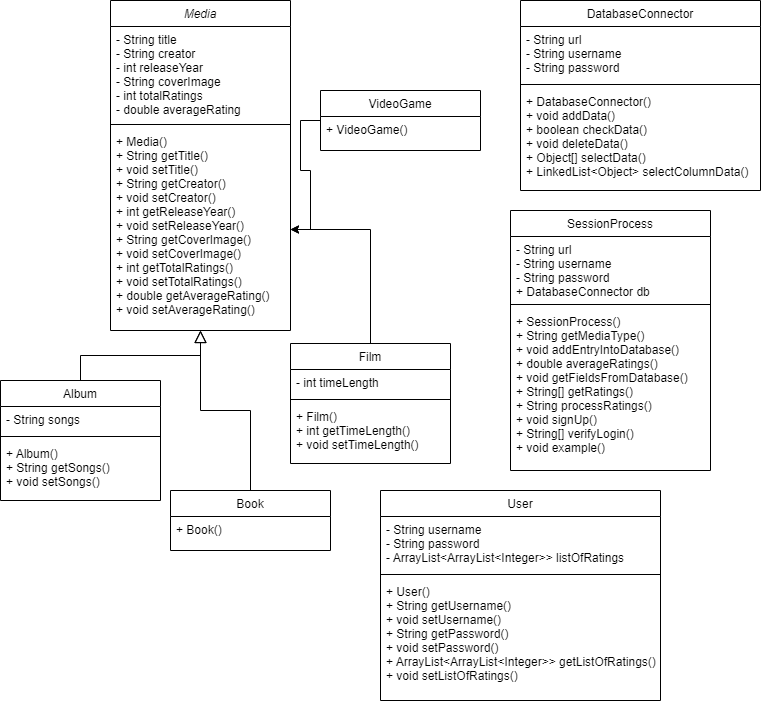 Media
- String title
- String creator
- int releaseYear
- String coverImage
- int totalRatings
- double averageRating
+ Media()
+ String getTitle()
+ void setTitle()
+ String getCreator()
+ void setCreator()
+ int getReleaseYear()
+ void setReleaseYear()
+ String getCoverImage()
+ void setCoverImage()
+ int getTotalRatings()
+ void setTotalRatings()
+ double getAverageRating()
+ void setAverageRating()
VideoGame
+ VideoGame()
DatabaseConnector
- String url
- String username
- String password
+ DatabaseConnector()
+ void addData()
+ boolean checkData()
+ void deleteData()
+ Object[] selectData()
+ LinkedList<Object> selectColumnData()
SessionProcess
- String url
- String username
- String password
+ DatabaseConnector db
+ SessionProcess()
+ String getMediaType()
+ void addEntryIntoDatabase()
+ double averageRatings()
+ void getFieldsFromDatabase()
+ String[] getRatings()
+ String processRatings()
+ void signUp()
+ String[] verifyLogin()
+ void example()
Film
- int timeLength
+ Film()
+ int getTimeLength()
+ void setTimeLength()
Album
- String songs
+ Album()
+ String getSongs()
+ void setSongs()
Book
+ Book()
User
- String username
- String password
- ArrayList<ArrayList<Integer>> listOfRatings
+ User()
+ String getUsername()
+ void setUsername()
+ String getPassword()
+ void setPassword()
+ ArrayList<ArrayList<Integer>> getListOfRatings()
+ void setListOfRatings()